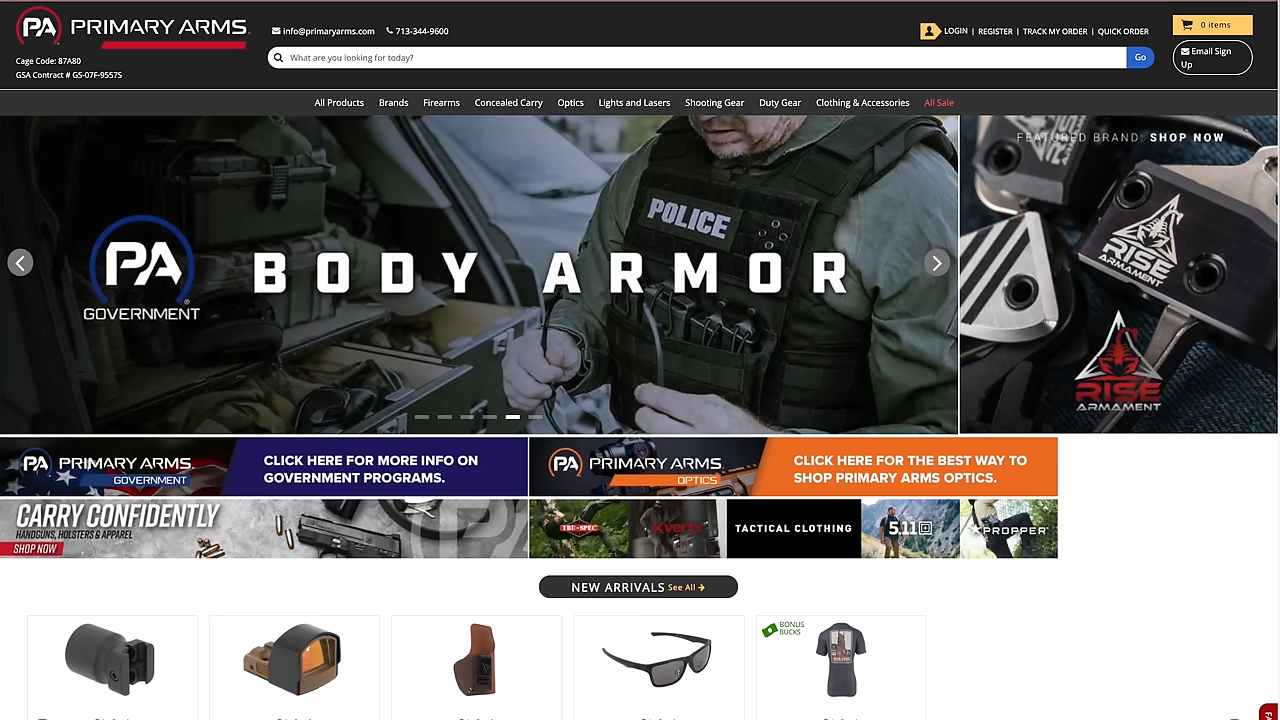 PA PRIMARY ARMS
Cage Code: 87A80
GSA Contract # GS-07F-9557S
info@primaryarms.com 713-344-9600
LOGIN | REGISTER | TRACK MY ORDER | QUICK ORDER
0 items
What are you looking for today?
Go
Email Sign
Up
All Products Brands Firearms Concealed Carry Optics Lights and Lasers Shooting Gear Duty Gear Clothing & Accessories All Sale
FEATURED BRAND: SHOP NOW
POLICE
PA
GOVERNMENT
BODY ARMOR
RISE
ARMAMENT
RISE
ARMAMENT
PA PRIMARY ARMS
GOVERNMENT
CLICK HERE FOR MORE INFO ON
GOVERNMENT PROGRAMS.
PA PRIMARY ARMS
OPTICS
CLICK HERE FOR THE BEST WAY TO
SHOP PRIMARY ARMS OPTICS.
CARRY CONFIDENTLY
HANDGUNS, HOLSTERS & APPAREL
SHOP NOW
TRU-SPEC
vertx
TACTICAL CLOTHING
5.11
PROPPER
NEW ARRIVALS See All
BONUS
BUCKS